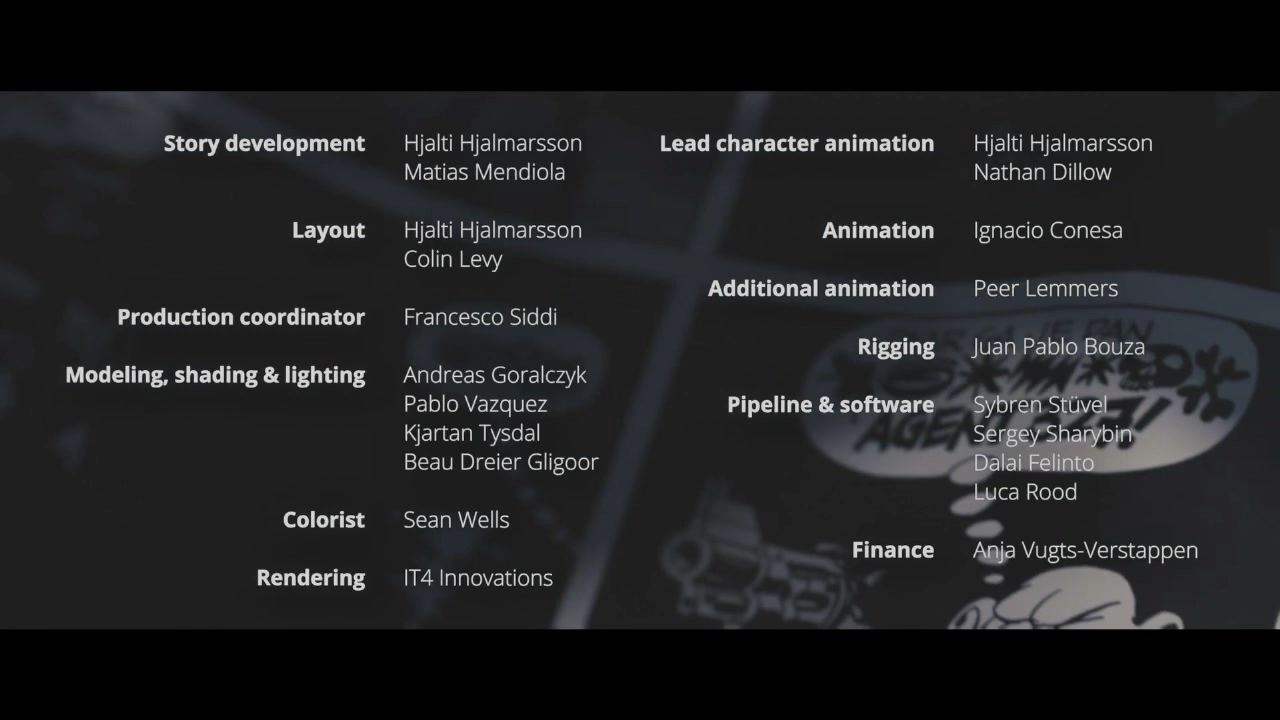 Story development Hjalti Hjalmarsson
Matias Mendiola
Layout Hjalti Hjalmarsson
Colin Levy
Production coordinator Francesco Siddi
Modeling, shading & lighting Andreas Goralczyk
Pablo Vazquez
Kjartan Tysdal
Beau Dreier Gligoor
Colorist Sean Wells
Rendering IT4 Innovations
Lead character animation Hjalti Hjalmarsson
Nathan Dillow
Animation Ignacio Conesa
Additional animation Peer Lemmers
Rigging Juan Pablo Bouza
Pipeline & software Sybren Stüvel
Sergey Sharybin
Dalai Felinto
Luca Rood
Finance Anja Vugts-Verstappen